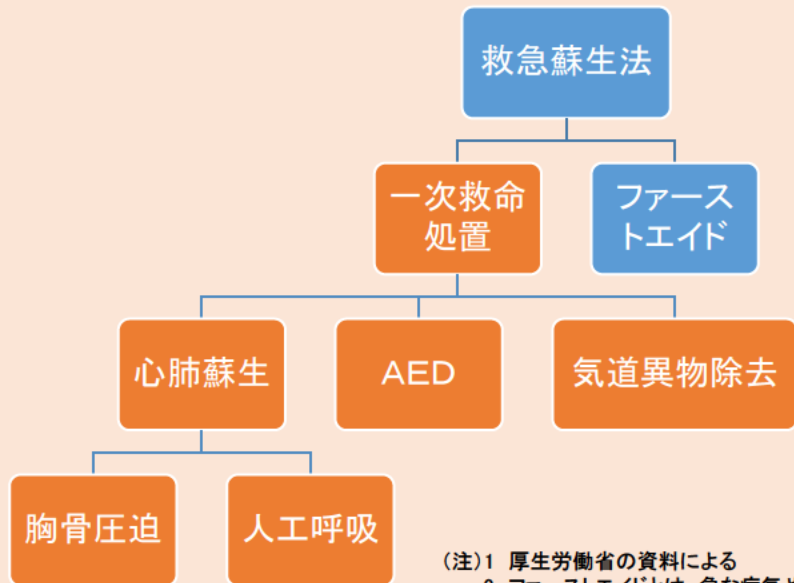 救急蘇生法
一次救命
処置
ファース
トエイド
心肺蘇生
AED
気道異物除去
胸骨圧迫
人工呼吸
(注)1 厚生労働省の資料による